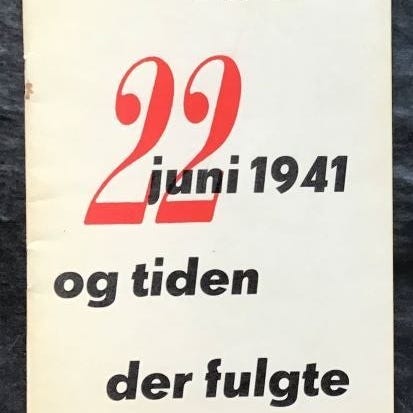 22 juni 1941
og tiden
der fulgte